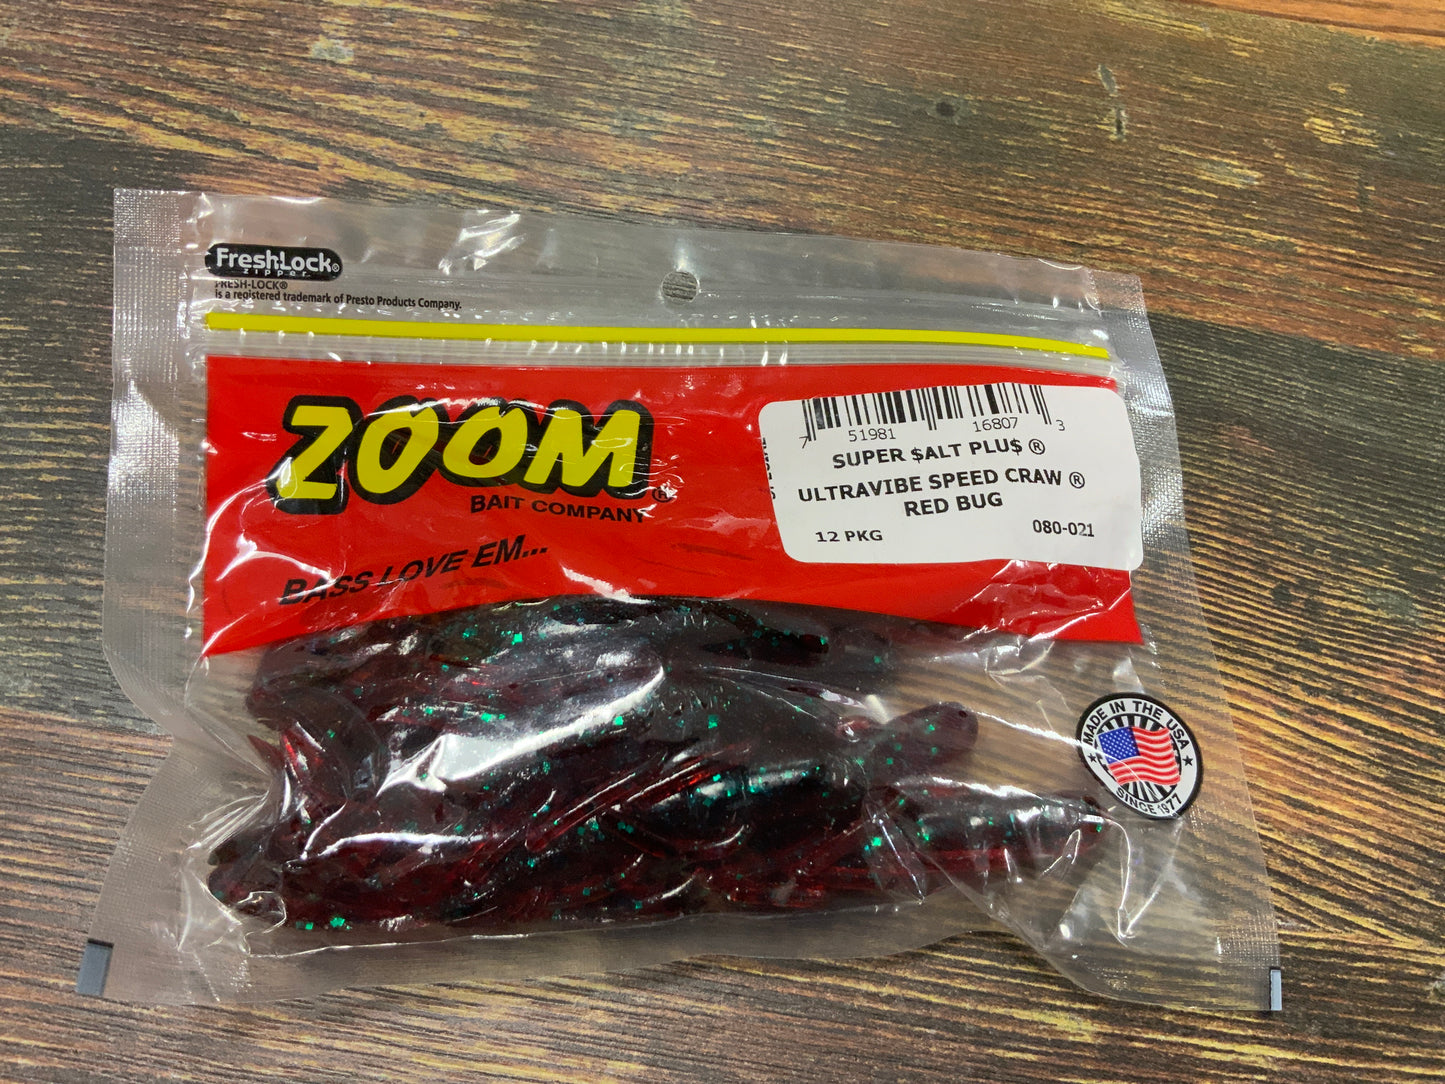 FreshLock®
zipper
FRESH-LOCK®
is a registered trademark of Presto Products Company.
ZOOM®
BAIT COMPANY
BASS LOVE EM...
7 51981 16807 3
SUPER $ALT PLU$ ®
ULTRAVIBE SPEED CRAW ®
RED BUG
12 PKG 080-021
MADE IN THE USA
SINCE 1977